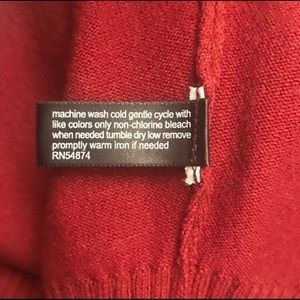 machine wash cold gentle cycle with
like colors only non-chlorine bleach
when needed tumble dry low remove
promptly warm iron if needed
RN54874